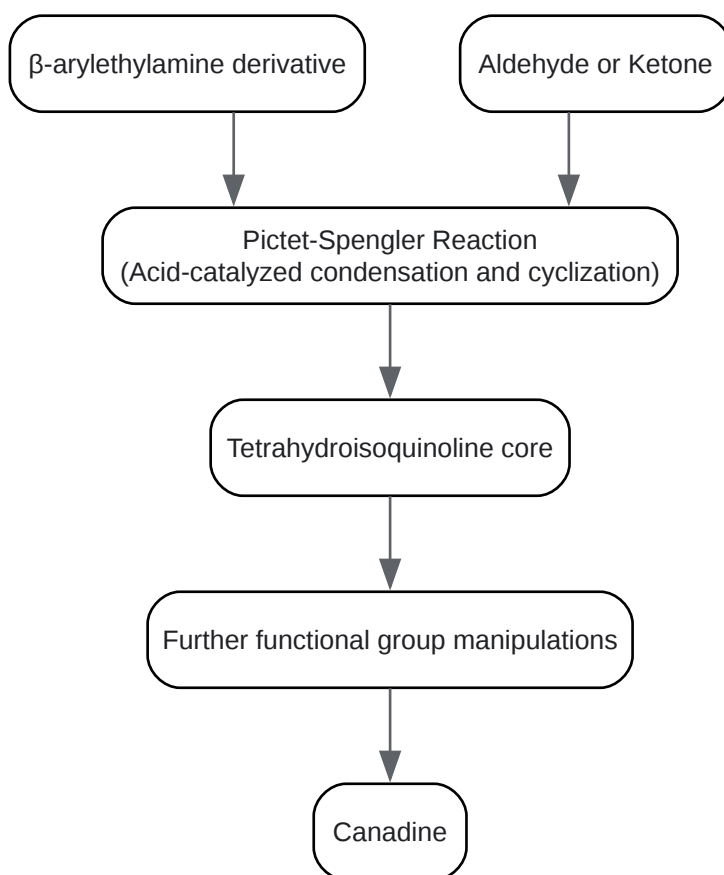 β-arylethylamine derivative
Aldehyde or Ketone
Pictet-Spengler Reaction
(Acid-catalyzed condensation and cyclization)
Tetrahydroisoquinoline core
Further functional group manipulations
Canadine